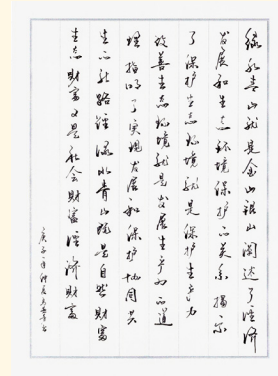 绿水青山就是金山银山阐述了经济
发展和生态环境保护的关系揭示
了保护生态环境就是保护生产力
改善生态环境就是发展生产力的道
理指明了实现发展和保护协同共
生的新路径绿水青山既是自然财富
生态财富又是社会财富经济财富
庚子年